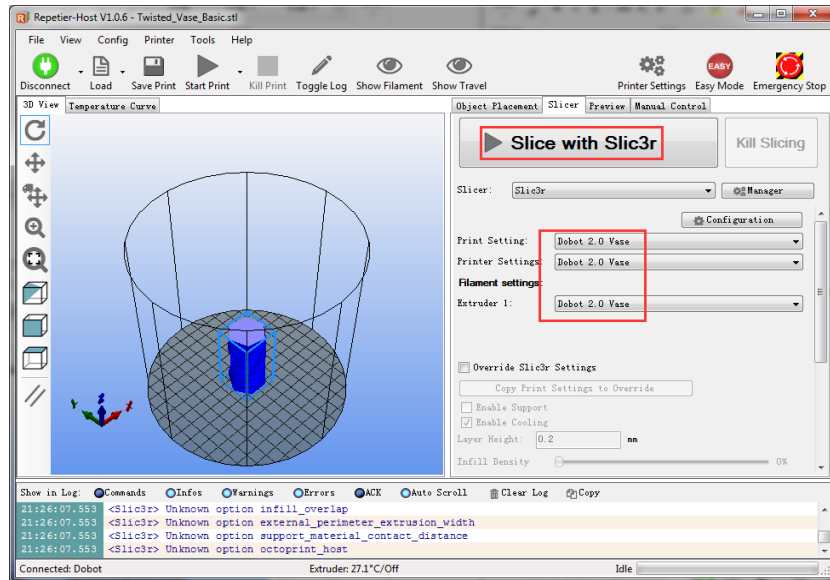 Repetier-Host V1.0.6 - Twisted_Vase_Basic.stl
File View Config Printer Tools Help
Disconnect Load Save Print Start Print Kill Print Toggle Log Show Filament Show Travel Printer Settings Easy Mode Emergency Stop
EASY
3D View Temperature Curve
Object Placement Slicer Preview Manual Control
Slice with Slic3r
Kill Slicing
Slicer: Slic3r Manager
Configuration
Print Setting: Dobot 2.0 Vase
Printer Settings: Dobot 2.0 Vase
Filament settings:
Extruder 1: Dobot 2.0 Vase
Override Slic3r Settings
Copy Print Settings to Override
Enable Support
Enable Cooling
Layer Height: 0.2 mm
Infill Density 0%
Y Z X
Show in Log: Commands Infos Warnings Errors ACK Auto Scroll Clear Log Copy
21:26:07.553 <Slic3r> Unknown option infill_overlap
21:26:07.553 <Slic3r> Unknown option external_perimeter_extrusion_width
21:26:07.553 <Slic3r> Unknown option support_material_contact_distance
21:26:07.553 <Slic3r> Unknown option octoprint_host
Connected: Dobot Extruder: 27.1°C/Off Idle